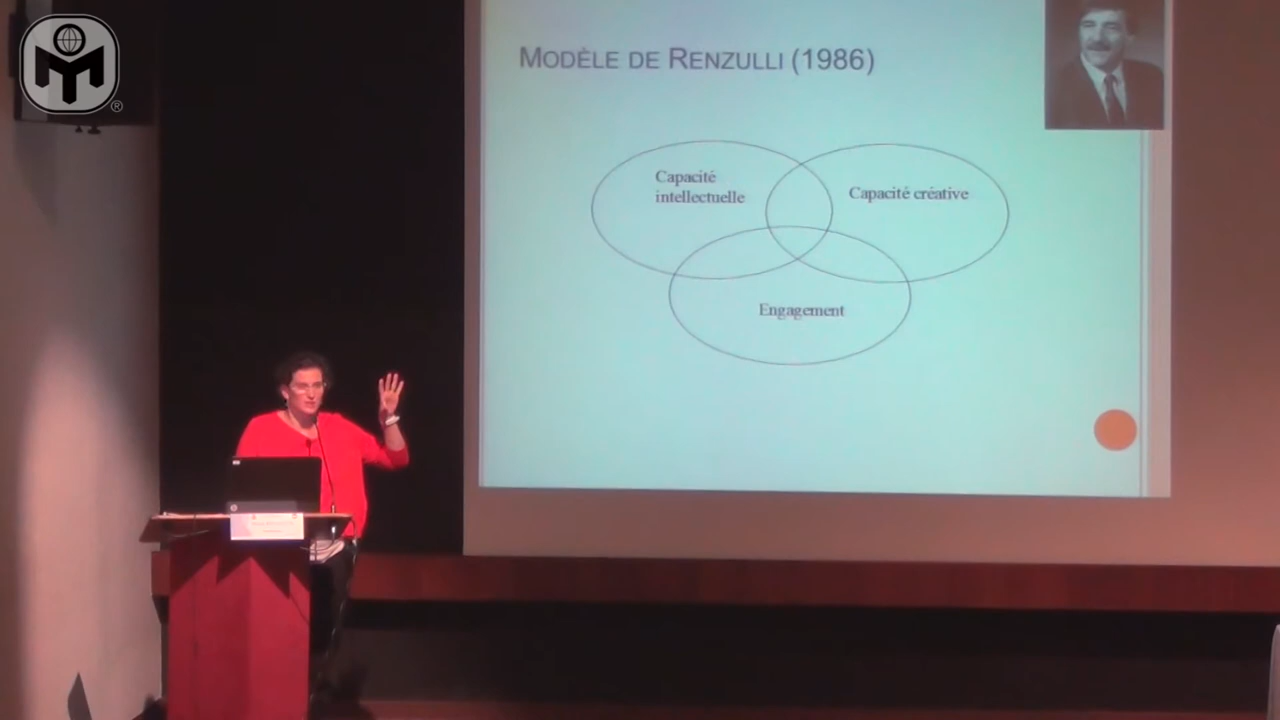 MODÈLE DE RENZULLI (1986)
Capacité
intellectuelle
Capacité créative
Engagement
®